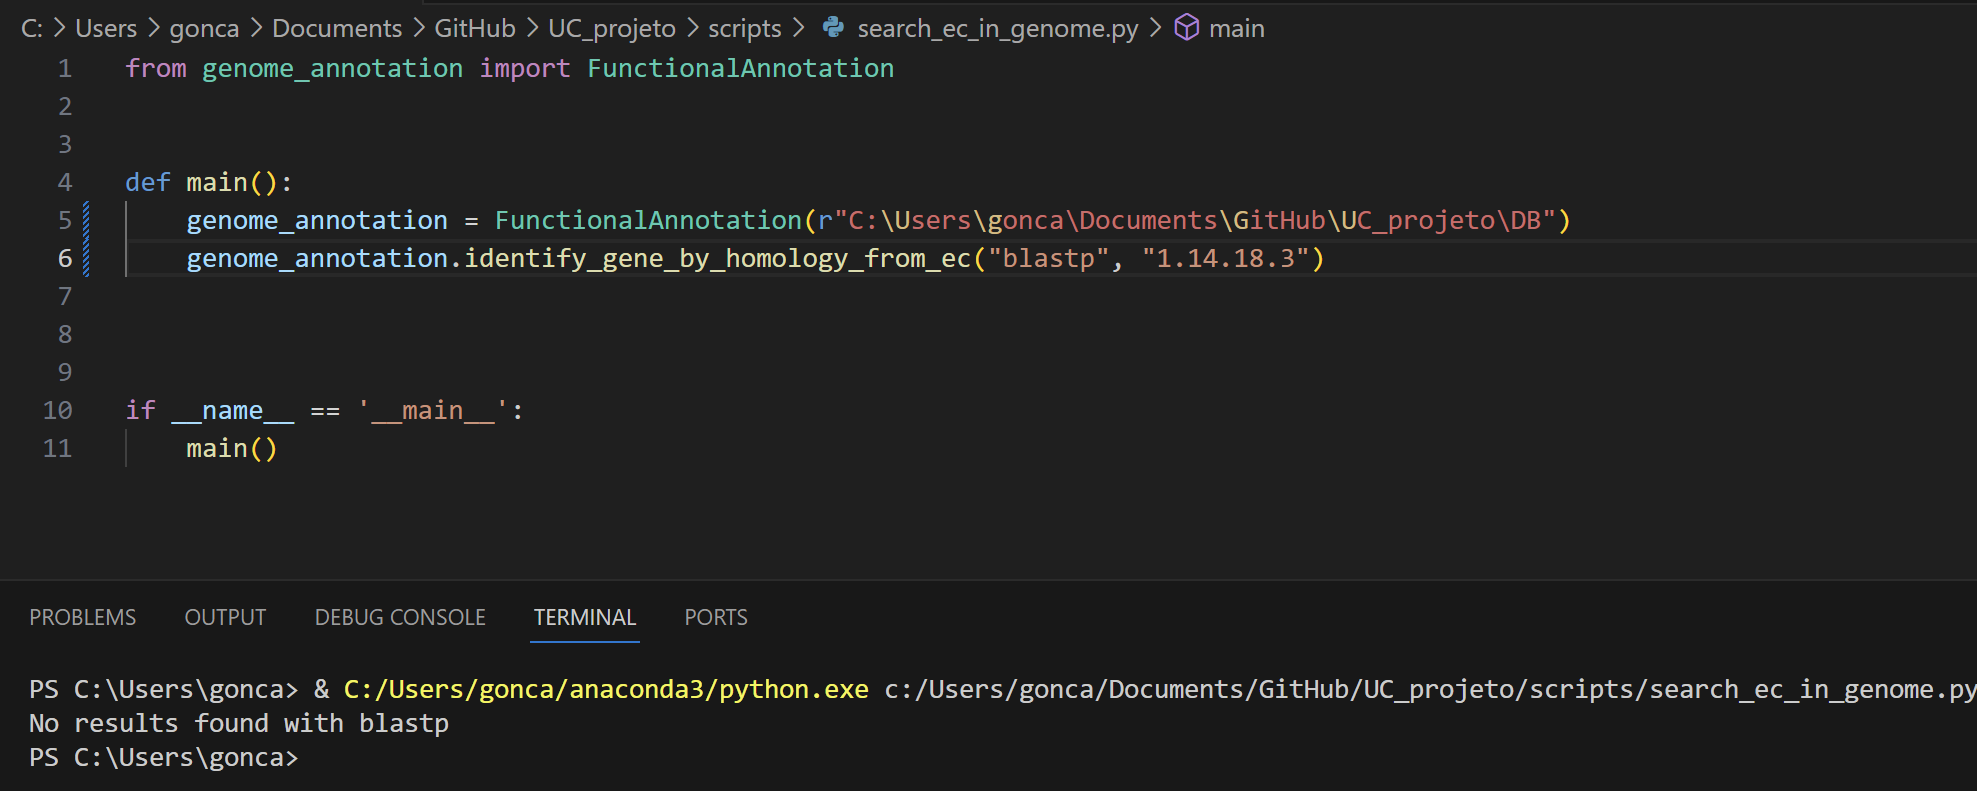 C: > Users > gonca > Documents > GitHub > UC_projeto > scripts > search_ec_in_genome.py > main
1 from genome_annotation import FunctionalAnnotation
2
3
4 def main():
5 genome_annotation = FunctionalAnnotation(r"C:\Users\gonca\Documents\GitHub\UC_projeto\DB")
6 genome_annotation.identify_gene_by_homology_from_ec("blastp", "1.14.18.3")
7
8
9
10 if __name__ == '__main__':
11 main()
PROBLEMS OUTPUT DEBUG CONSOLE TERMINAL PORTS
PS C:\Users\gonca> & C:/Users/gonca/anaconda3/python.exe c:/Users/gonca/Documents/GitHub/UC_projeto/scripts/search_ec_in_genome.py
No results found with blastp
PS C:\Users\gonca>